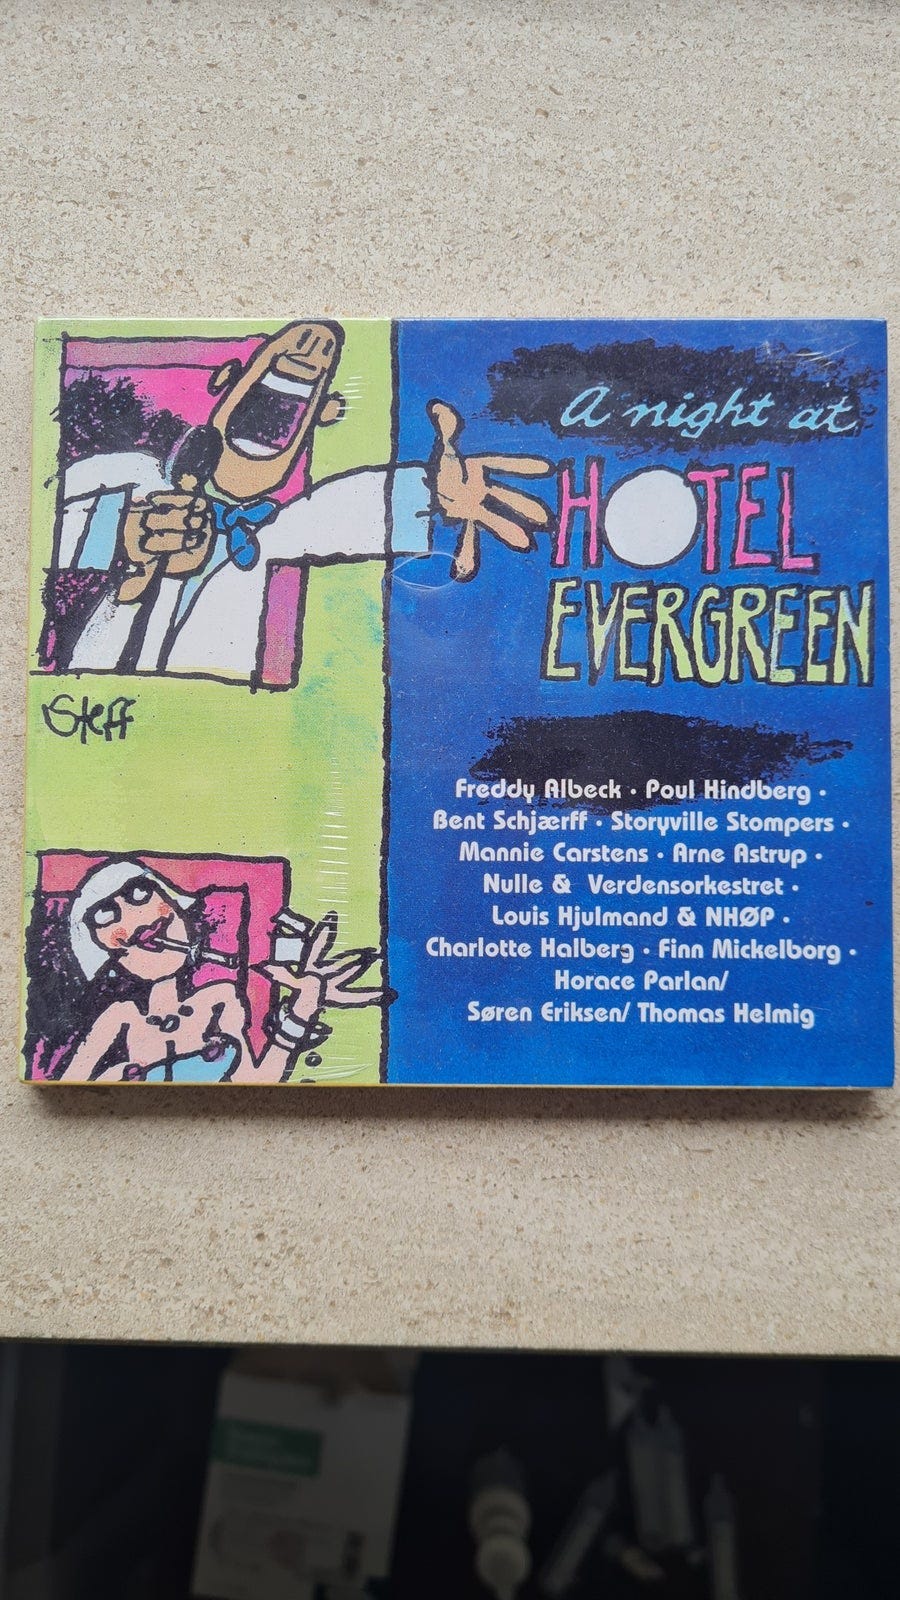 A night at
HOTEL
EVERGREEN
Steff
Freddy Albeck · Poul Hindberg ·
Bent Schjærff · Storyville Stompers ·
Mannie Carstens · Arne Astrup ·
Nulle & Verdensorkestret ·
Louis Hjulmand & NHØP ·
Charlotte Halberg · Finn Mickelborg ·
Horace Parlan/
Søren Eriksen/ Thomas Helmig